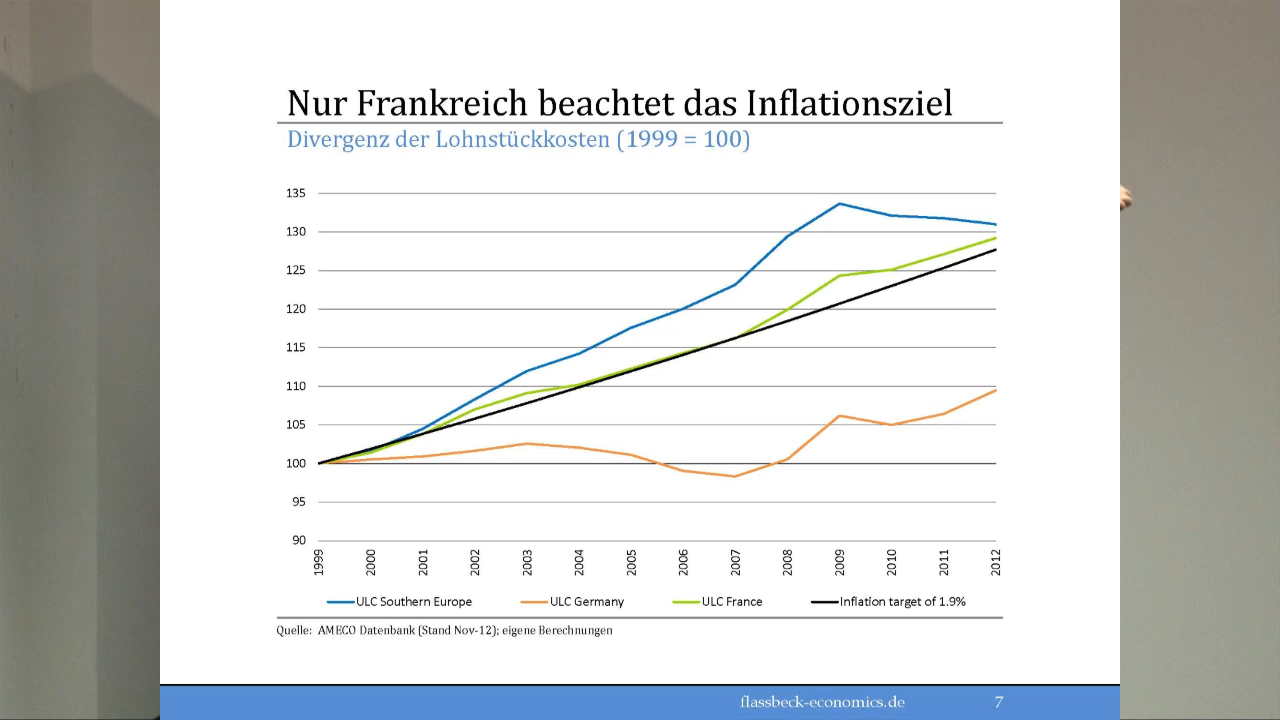 Nur Frankreich beachtet das Inflationsziel
Divergenz der Lohnstückkosten (1999 = 100)
135
130
125
120
115
110
105
100
95
90
1999 2000 2001 2002 2003 2004 2005 2006 2007 2008 2009 2010 2011 2012
ULC Southern Europe ULC Germany ULC France Inflation target of 1.9%
Quelle: AMECO Datenbank (Stand Nov-12); eigene Berechnungen
flassbeck-economics.de 7